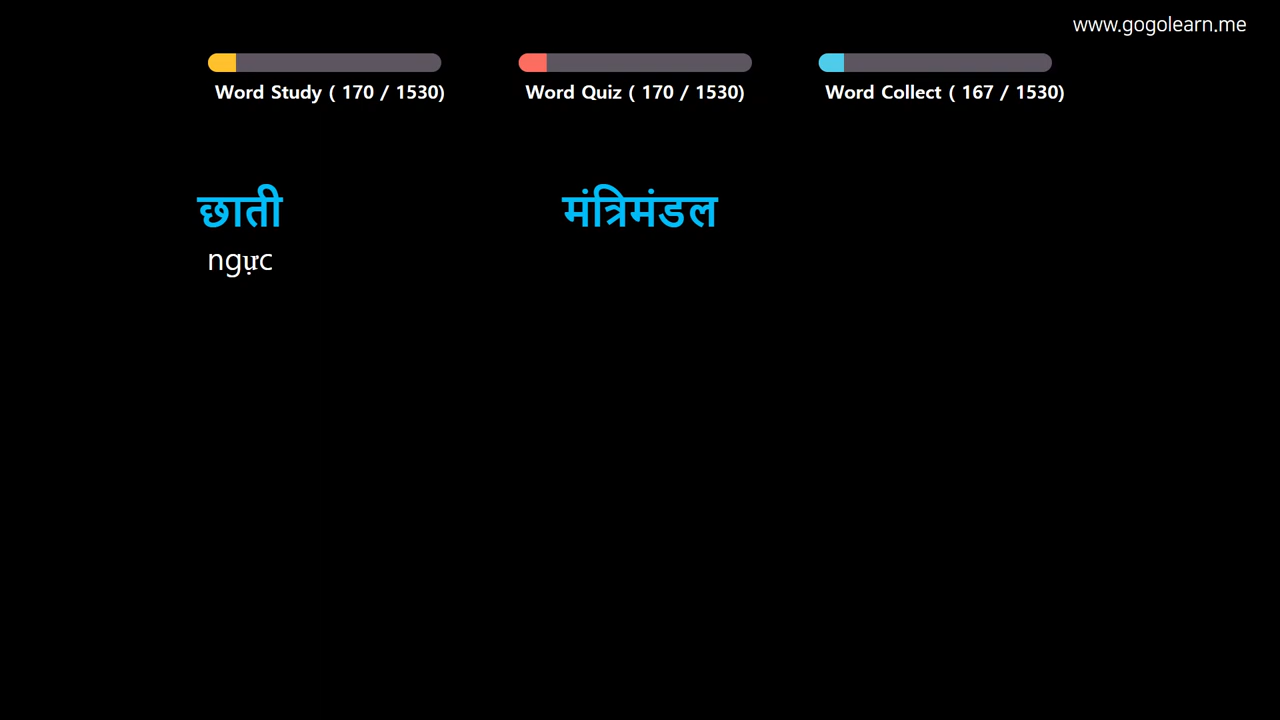 www.gogolearn.me
Word Study ( 170 / 1530)
Word Quiz ( 170 / 1530)
Word Collect ( 167 / 1530)
छाती
मंत्रिमंडल
ngực